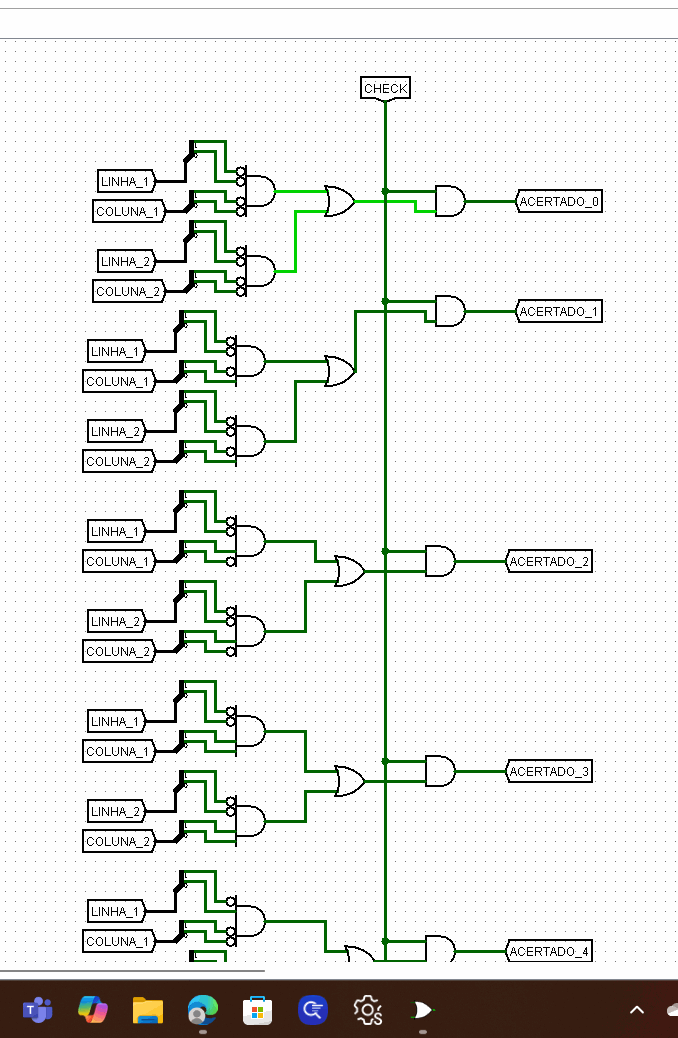 CHECK
LINHA_1
COLUNA_1
ACERTADO_0
LINHA_2
COLUNA_2
ACERTADO_1
LINHA_1
COLUNA_1
LINHA_2
COLUNA_2
LINHA_1
COLUNA_1
ACERTADO_2
LINHA_2
COLUNA_2
LINHA_1
COLUNA_1
ACERTADO_3
LINHA_2
COLUNA_2
LINHA_1
COLUNA_1
ACERTADO_4